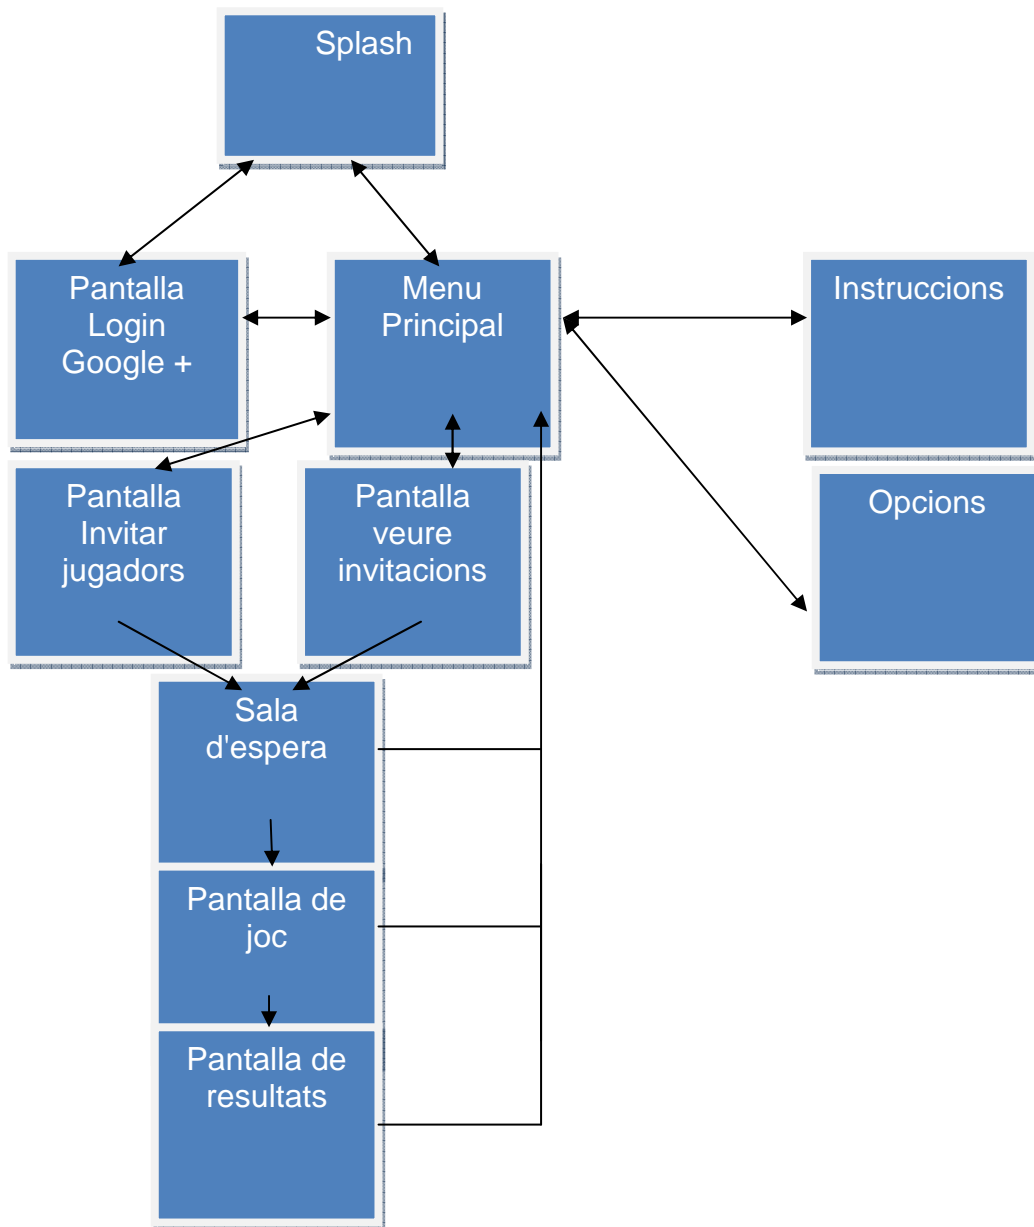 Splash
Pantalla
Login
Google +
Menu
Principal
Instruccions
Pantalla
Invitar
jugadors
Pantalla
veure
invitacions
Opcions
Sala
d'espera
Pantalla de
joc
Pantalla de
resultats